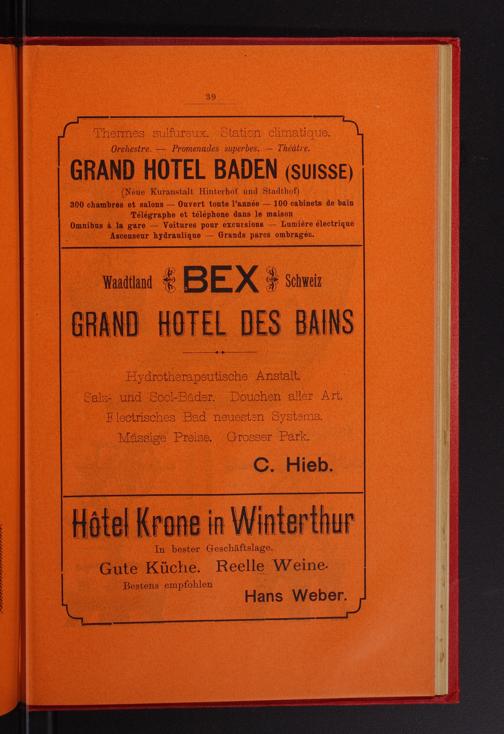 39
Thermes sulfureux. Station climatique.
Orchestre. — Promenades superbes. — Théâtre.
GRAND HOTEL BADEN (SUISSE)
(Neue Kuranstalt Hinterhof und Stadthof)
300 chambres et salons — Ouvert toute l'année — 100 cabinets de bain
Télégraphe et téléphone dans le maison
Omnibus à la gare — Voitures pour excursions — Lumière électrique
Ascenseur hydraulique — Grands parcs ombragés.
Waadtland BEX Schweiz
GRAND HOTEL DES BAINS
Hydrotherapeutische Anstalt.
Salz- und Sool-Bäder. Douchen aller Art.
Electrisches Bad neuesten Systems.
Mässige Preise. Grosser Park.
C. Hieb.
Hôtel Krone in Winterthur
In bester Geschäftslage.
Gute Küche. Reelle Weine.
Bestens empfohlen
Hans Weber.